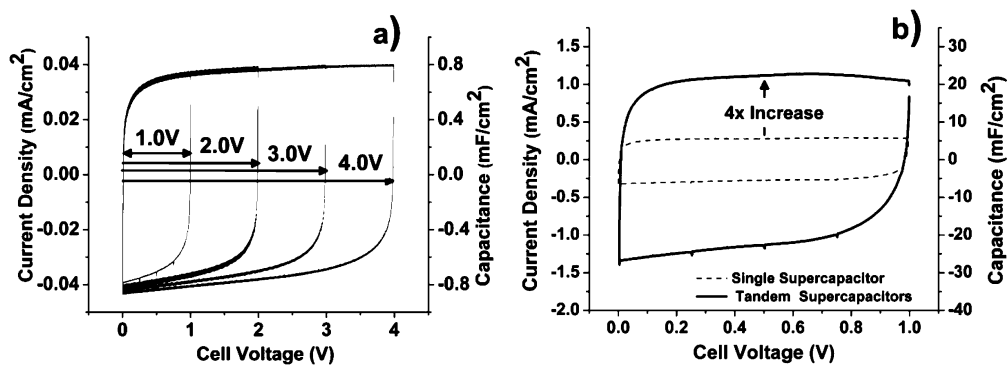 a)
Current Density (mA/cm2)
0.04
0.02
0.00
-0.02
-0.04
1.0V
2.0V
3.0V
4.0V
0.8
0.4
0.0
-0.4
-0.8
Capacitance (mF/cm2)
0 1 2 3 4
Cell Voltage (V)
b)
Current Density (mA/cm2)
1.5
1.0
0.5
0.0
-0.5
-1.0
-1.5
-2.0
4x Increase
Single Supercapacitor
Tandem Supercapacitors
30
20
10
0
-10
-20
-30
-40
Capacitance (mF/cm2)
0.0 0.2 0.4 0.6 0.8 1.0
Cell Voltage (V)